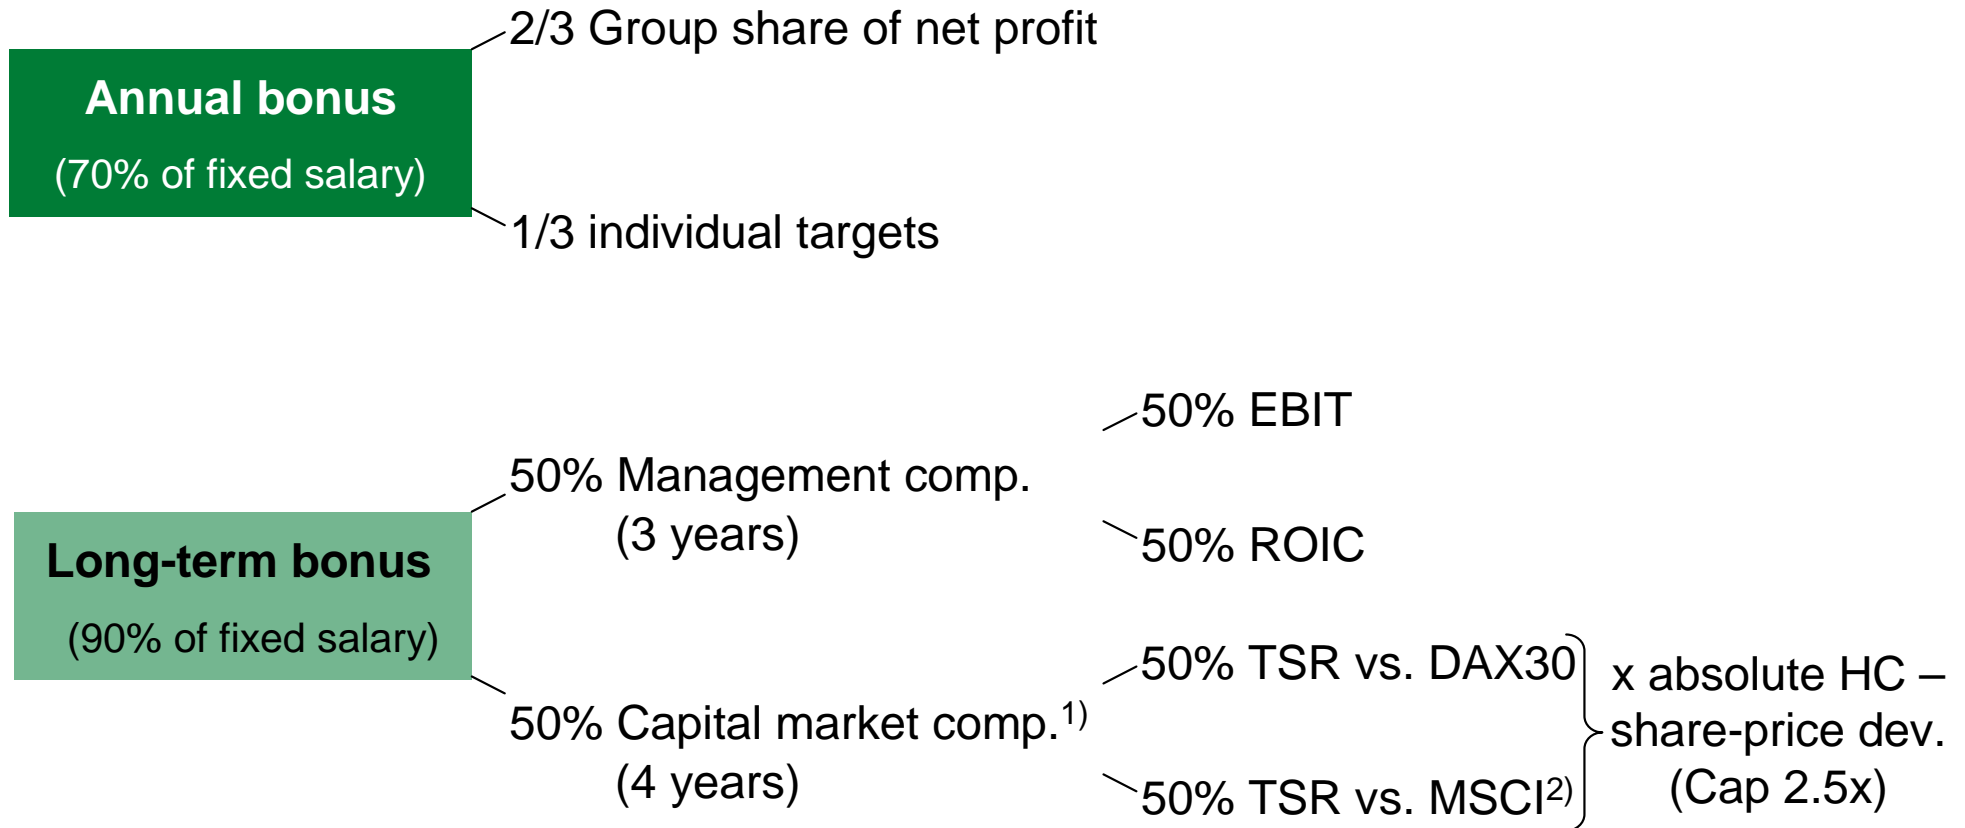 2/3 Group share of net profit
Annual bonus
(70% of fixed salary)
1/3 individual targets
50% EBIT
50% Management comp.
(3 years)
50% ROIC
Long-term bonus
(90% of fixed salary)
50% TSR vs. DAX30
50% Capital market comp.1)
(4 years)
50% TSR vs. MSCI2)
x absolute HC –
share-price dev.
(Cap 2.5x)